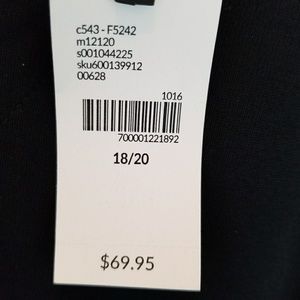 c543 - F5242
m12120
s001044225
sku600139912
00628
1016
700001221892
18/20
$69.95